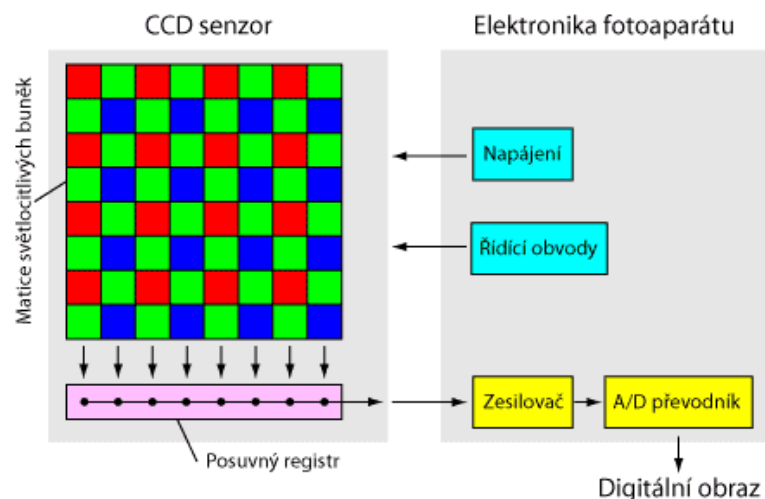 CCD senzor
Elektronika fotoaparátu
Matice světlocitlivých buněk
Napájení
Řídící obvody
Zesilovač
A/D převodník
Posuvný registr
Digitální obraz